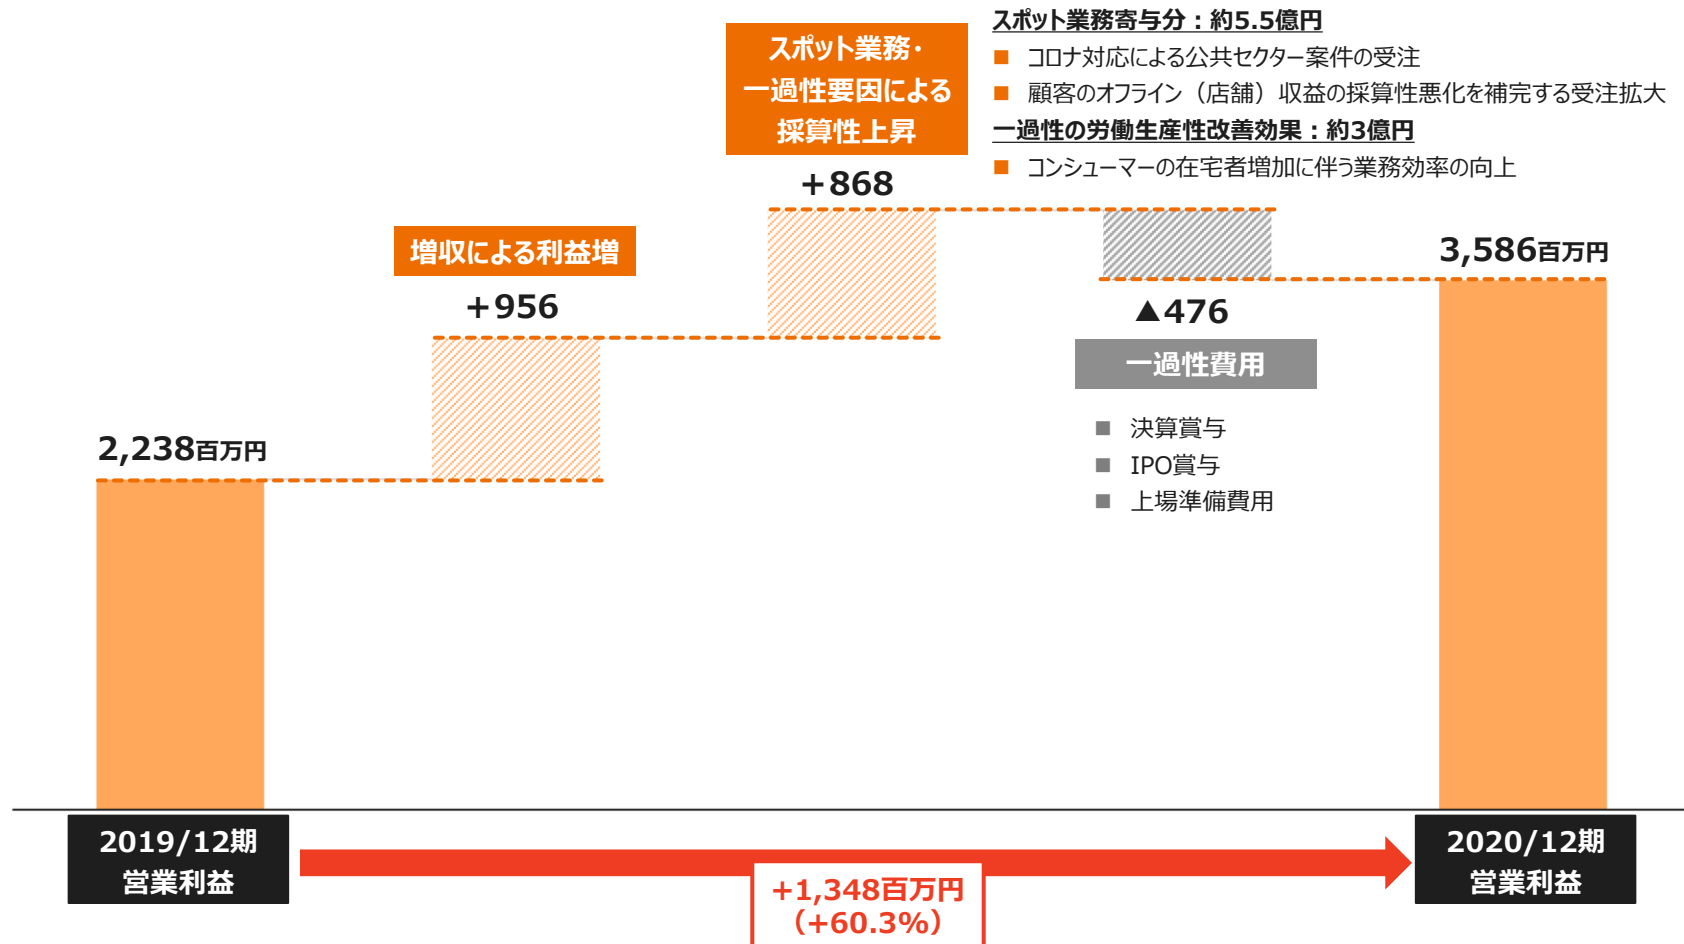 スポット業務・
一過性要因による
採算性上昇
+868
スポット業務寄与分：約5.5億円
■ コロナ対応による公共セクター案件の受注
■ 顧客のオフライン（店舗）収益の採算性悪化を補完する受注拡大
一過性の労働生産性改善効果：約3億円
■ コンシューマーの在宅者増加に伴う業務効率の向上
増収による利益増
+956
3,586百万円
▲476
一過性費用
■ 決算賞与
■ IPO賞与
■ 上場準備費用
2,238百万円
2019/12期
営業利益
+1,348百万円
（+60.3%）
2020/12期
営業利益